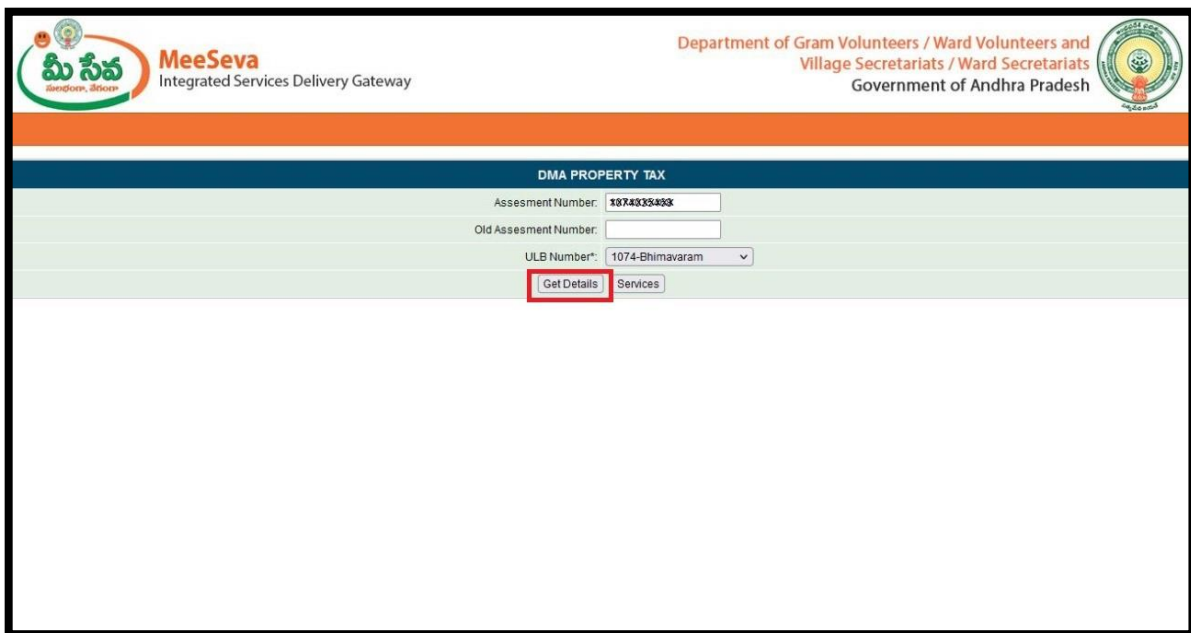 మీ సేవ
MeeSeva
Integrated Services Delivery Gateway
Department of Gram Volunteers / Ward Volunteers and
Village Secretariats / Ward Secretariats
Government of Andhra Pradesh
DMA PROPERTY TAX
Assesment Number:
Old Assesment Number:
ULB Number*: 1074-Bhimavaram
Get Details Services